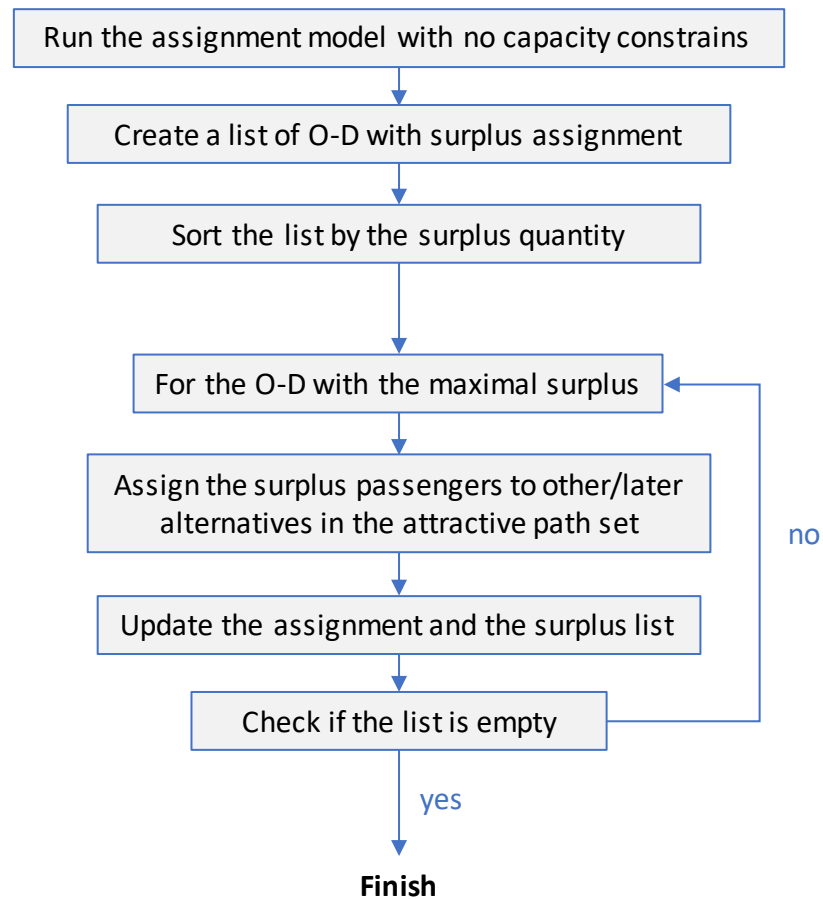 Run the assignment model with no capacity constrains
Create a list of O-D with surplus assignment
Sort the list by the surplus quantity
For the O-D with the maximal surplus
Assign the surplus passengers to other/later
alternatives in the attractive path set
no
Update the assignment and the surplus list
Check if the list is empty
yes
Finish